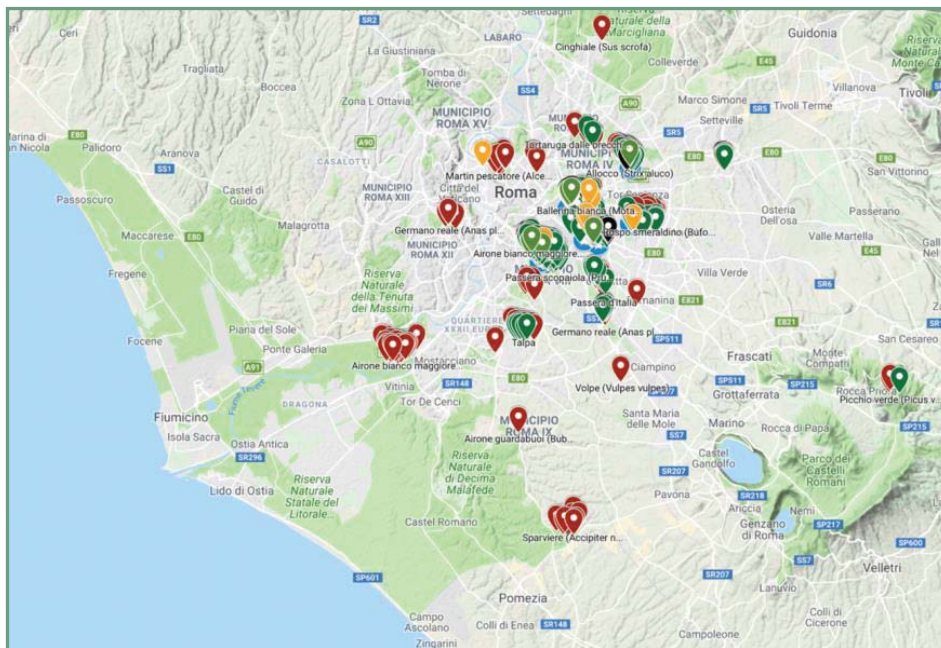 SR2
Settebagni
Riserva
Naturale della
Marcigliana
Ceri
Ceri
LABARO
Guidonia
La Giustiniana
Cinghiale (Sus scrofa)
Colleverde
E45
Riserva
Tragliata
Tomba di
Nerone
Boccea
SS4
A90
Marco Simone
Villanova
Tivoli
Zona L Ottavia
SR5
Tivoli Terme
MUNICIPIO
ROMA XV
SR5
Setteville
Marina di
San Nicola
E80
Palidoro
A90
Aranova
SS1
CASALOTTI
Tartaruga dalle orecch
MUNICIPIO
ROMA IV
E80
San Vittorino
Martin pescatore (Alce...
Allocco (Strix aluco)
Passoscuro
Castel di
Guido
MUNICIPIO
ROMA XIII
Città del
Vaticano
Roma
Malagrotta
Ballerina bianca (Mota
Osteria
Dell'osa
Passerano
Maccarese
Germano reale (Anas pl...
Rospo smeraldino (Bufo...
Valle Martella
MUNICIPIO
ROMA XII
Airone bianco maggiore...
Fregene
Riserva
Naturale
della Tenuta
dei Massimi
Passera scopaiola (Pru
Villa Verde
SR6
Passera d'Italia
E821
Focene
Piana del Sole
QUARTIERE
XXXII EUR
Germano reale (Anas pl...
Ponte Galeria
Talpa
SP511
E821
San Cesareo
A91
Airone bianco maggiore...
Mostacciano
Frascati
Monte
Compatri
E80
Ciampino
SP511
SP215
Fiume Tevere
Vitinia
SR148
Volpe (Vulpes vulpes)
Grottaferrata
Rocca Priora
Picchio verde (Picus v...
Fiumicino
DRAGONA
Tor De Cenci
MUNICIPIO
ROMA IX
Santa Maria
delle Mole
Marino
Rocca di Papa
SP215
Isola Sacra
Ostia Antica
Airone guardabuoi (Bub...
SS7
SR296
Castel
Gandolfo
Parco dei
Castelli
Romani
Lido di Ostia
Riserva
Naturale
Statale del
Litorale...
Riserva
Naturale
di Decima
Malafede
SR207
Pavona
SR218
Ariccia
Nemi
Castel Romano
Genzano
di Roma
SP217
Sparviere (Accipiter n...
SP600
SS7
Velletri
SP601
SR207
Lanuvio
Pomezia
Campo
Ascolano
Colli di Enea
SR148
Campoleone
Colli di
Cicerone
Zingarini